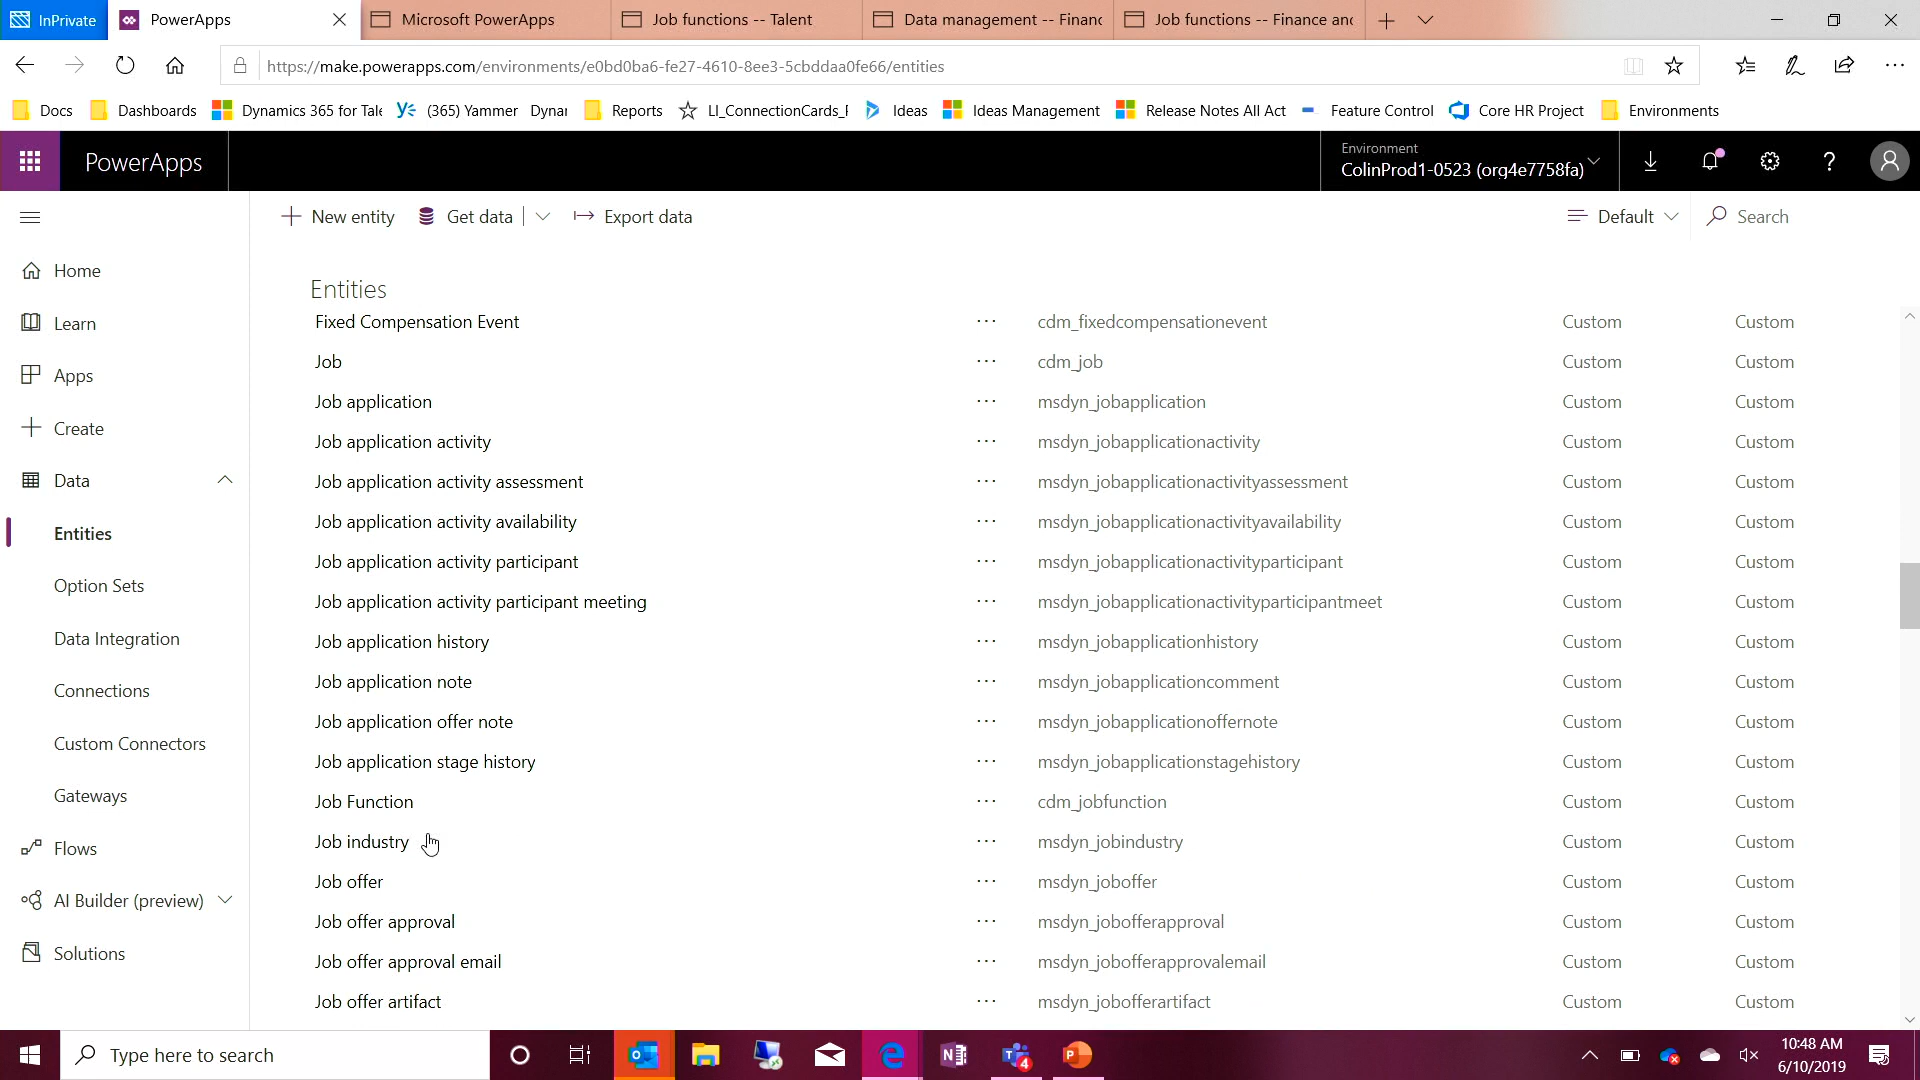 InPrivate PowerApps Microsoft PowerApps Job functions -- Talent Data management -- Financ Job functions -- Finance and
https://make.powerapps.com/environments/e0bd0ba6-fe27-4610-8ee3-5cbddaa0fe66/entities
Docs Dashboards Dynamics 365 for Tale (365) Yammer Dynar Reports LI_ConnectionCards_F Ideas Ideas Management Release Notes All Act Feature Control Core HR Project Environments
PowerApps
Environment
ColinProd1-0523 (org4e7758fa)
New entity Get data Export data Default Search
Home
Learn
Apps
Create
Data
Entities
Option Sets
Data Integration
Connections
Custom Connectors
Gateways
Flows
AI Builder (preview)
Solutions
Entities
Fixed Compensation Event ... cdm_fixedcompensationevent Custom Custom
Job ... cdm_job Custom Custom
Job application ... msdyn_jobapplication Custom Custom
Job application activity ... msdyn_jobapplicationactivity Custom Custom
Job application activity assessment ... msdyn_jobapplicationactivityassessment Custom Custom
Job application activity availability ... msdyn_jobapplicationactivityavailability Custom Custom
Job application activity participant ... msdyn_jobapplicationactivityparticipant Custom Custom
Job application activity participant meeting ... msdyn_jobapplicationactivityparticipantmeet Custom Custom
Job application history ... msdyn_jobapplicationhistory Custom Custom
Job application note ... msdyn_jobapplicationcomment Custom Custom
Job application offer note ... msdyn_jobapplicationoffernote Custom Custom
Job application stage history ... msdyn_jobapplicationstagehistory Custom Custom
Job Function ... cdm_jobfunction Custom Custom
Job industry ... msdyn_jobindustry Custom Custom
Job offer ... msdyn_joboffer Custom Custom
Job offer approval ... msdyn_jobofferapproval Custom Custom
Job offer approval email ... msdyn_jobofferapprovalemail Custom Custom
Job offer artifact ... msdyn_jobofferartifact Custom Custom
Type here to search
4
10:48 AM
6/10/2019